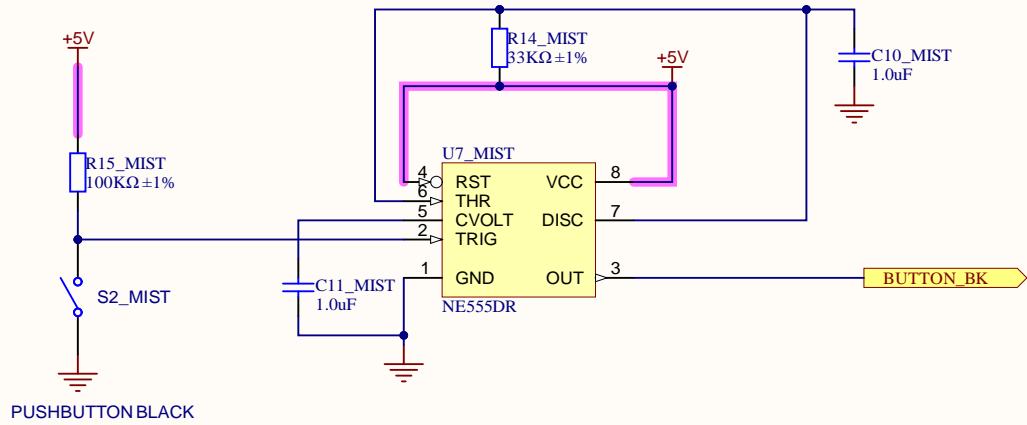 +5V
R14_MIST
33KΩ ±1%
+5V
C10_MIST
1.0uF
R15_MIST
100KΩ ±1%
U7_MIST
4
RST
VCC
8
6
THR
5
CVOLT
DISC
7
2
TRIG
1
GND
OUT
3
BUTTON_BK
C11_MIST
1.0uF
S2_MIST
NE555DR
PUSHBUTTON BLACK